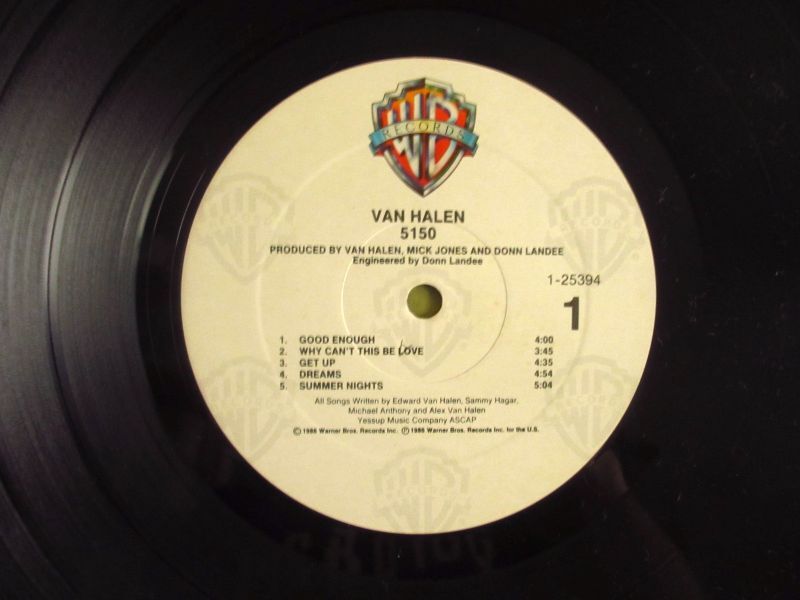 WB
RECORDS
VAN HALEN
5150
PRODUCED BY VAN HALEN, MICK JONES AND DONN LANDEE
Engineered by Donn Landee
1-25394
1
1. GOOD ENOUGH 4:00
2. WHY CAN'T THIS BE LOVE 3:45
3. GET UP 4:35
4. DREAMS 4:54
5. SUMMER NIGHTS 5:04
All Songs Written by Edward Van Halen, Sammy Hagar,
Michael Anthony and Alex Van Halen
Yessup Music Company ASCAP
©1986 Warner Bros. Records Inc. ℗1986 Warner Bros. Records Inc. for the U.S.